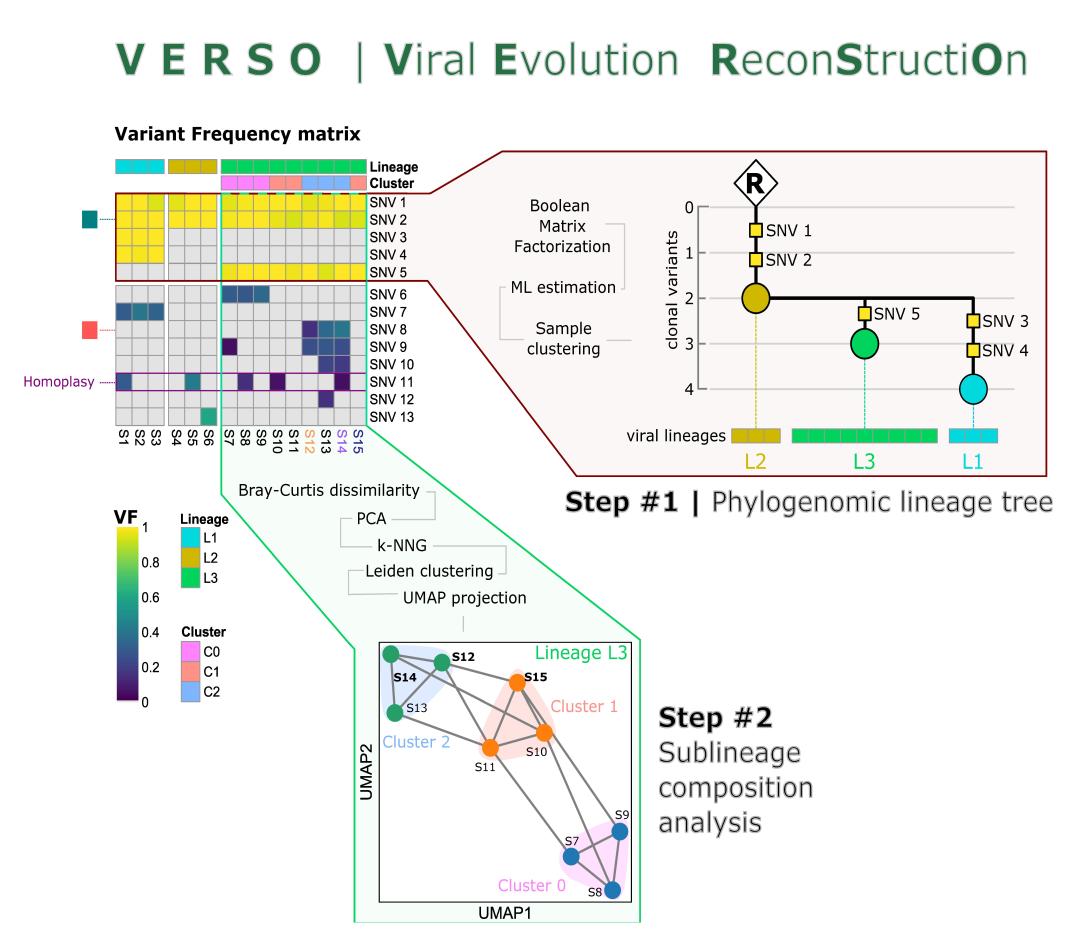 V E R S O | Viral Evolution ReconStructiOn
Variant Frequency matrix
Lineage
Cluster
SNV 1
SNV 2
SNV 3
SNV 4
SNV 5
SNV 6
SNV 7
SNV 8
SNV 9
SNV 10
SNV 11
SNV 12
SNV 13
Homoplasy
S1 S2 S3 S4 S5 S6 S7 S8 S9 S10 S11 S12 S13 S14 S15
Boolean
Matrix
Factorization
ML estimation
Sample
clustering
clonal variants
0
1
2
3
4
R
SNV 1
SNV 2
SNV 5
SNV 3
SNV 4
viral lineages
L2 L3 L1
Step #1 | Phylogenomic lineage tree
VF
1
0.8
0.6
0.4
0.2
0
Lineage
L1
L2
L3
Cluster
C0
C1
C2
Bray-Curtis dissimilarity
PCA
k-NNG
Leiden clustering
UMAP projection
Lineage L3
S12
S14
S15
S13
Cluster 1
Cluster 2
S10
S11
S9
S7
Cluster 0
S8
UMAP2
UMAP1
Step #2
Sublineage
composition
analysis